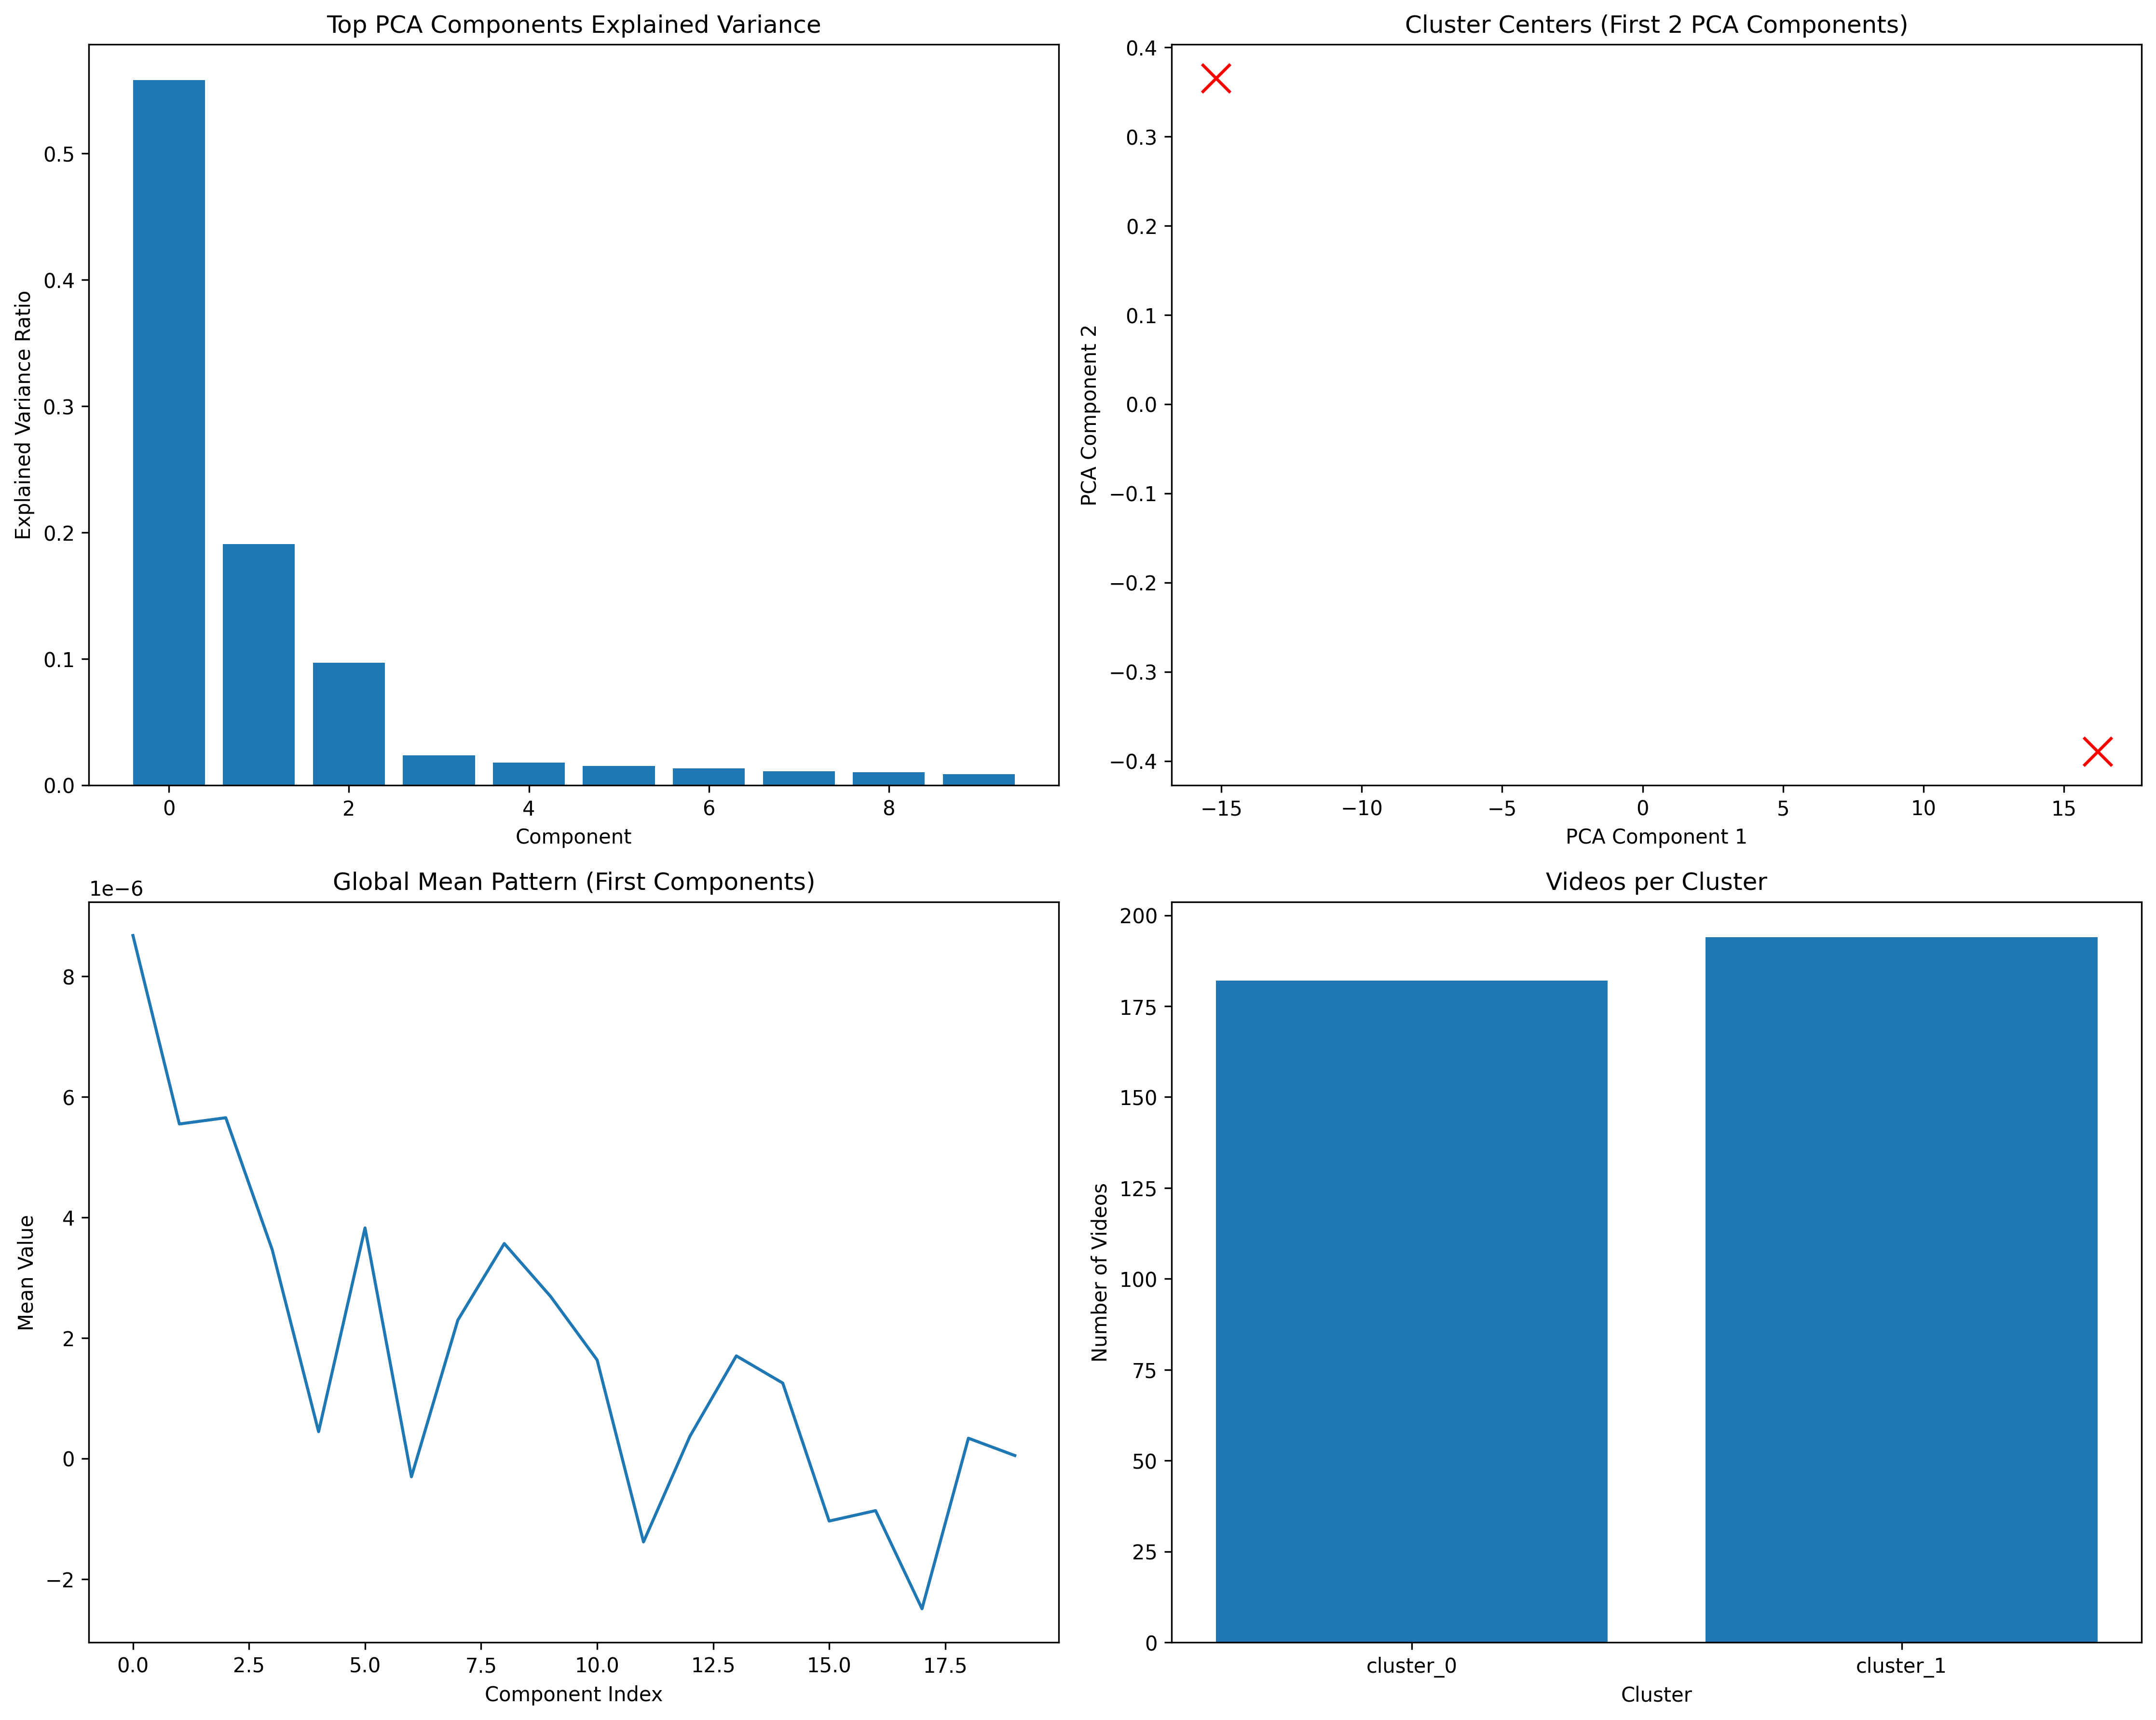 Top PCA Components Explained Variance
Explained Variance Ratio
0.5
0.4
0.3
0.2
0.1
0.0
0 2 4 6 8
Component
Cluster Centers (First 2 PCA Components)
PCA Component 2
0.4
0.3
0.2
0.1
0.0
−0.1
−0.2
−0.3
−0.4
−15 −10 −5 0 5 10 15
PCA Component 1
Global Mean Pattern (First Components)
1e−6
Mean Value
8
6
4
2
0
−2
0.0 2.5 5.0 7.5 10.0 12.5 15.0 17.5
Component Index
Videos per Cluster
Number of Videos
200
175
150
125
100
75
50
25
0
cluster_0 cluster_1
Cluster